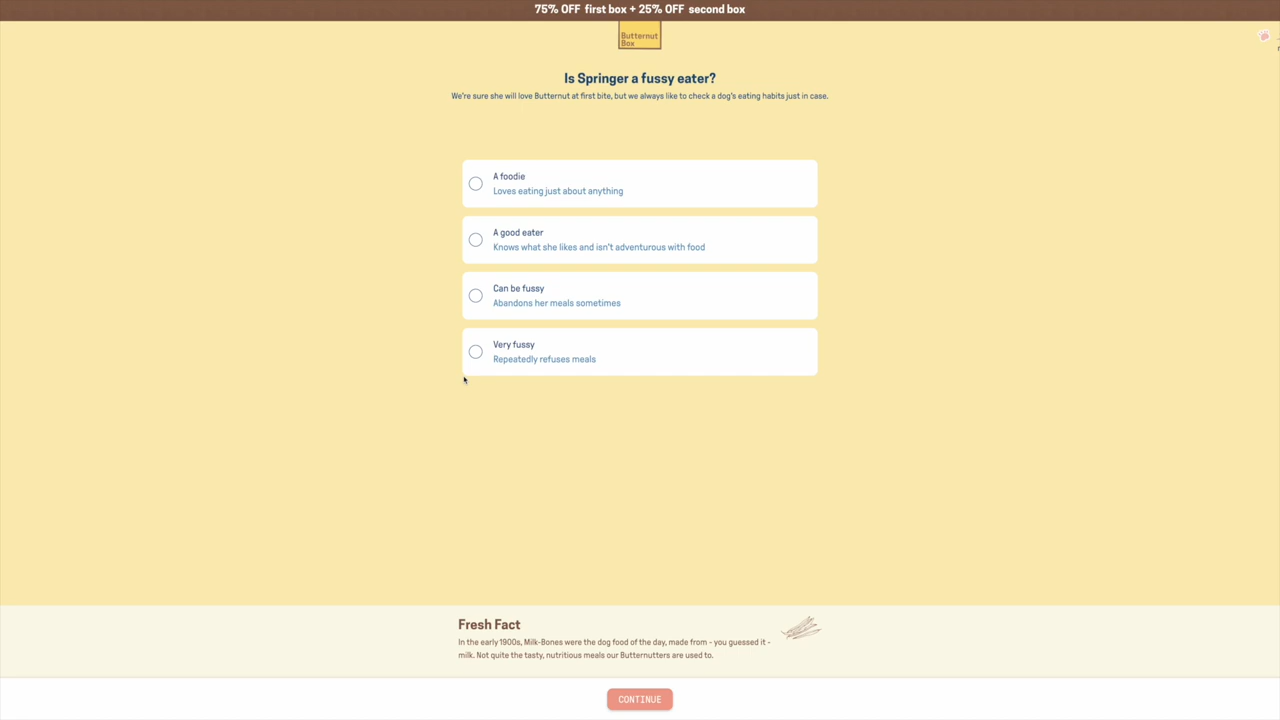 75% OFF first box + 25% OFF second box
Butternut
Box
Is Springer a fussy eater?
We're sure she will love Butternut at first bite, but we always like to check a dog's eating habits just in case.
A foodie
Loves eating just about anything
A good eater
Knows what she likes and isn't adventurous with food
Can be fussy
Abandons her meals sometimes
Very fussy
Repeatedly refuses meals
Fresh Fact
In the early 1900s, Milk-Bones were the dog food of the day, made from - you guessed it -
milk. Not quite the tasty, nutritious meals our Butternutters are used to.
CONTINUE